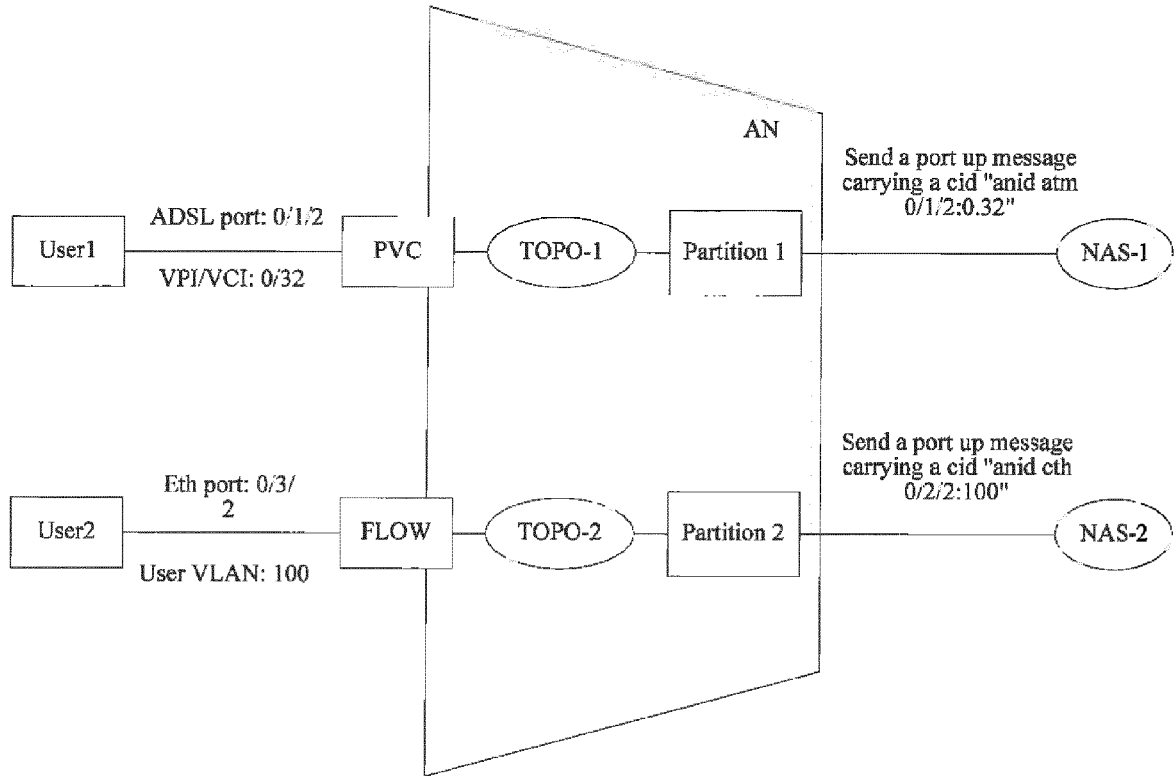 AN
Send a port up message
carrying a cid "anid atm
0/1/2:0.32"
ADSL port: 0/1/2
User1
PVC
TOPO-1
Partition 1
NAS-1
VPI/VCI: 0/32
Send a port up message
carrying a cid "anid cth
0/2/2:100"
Eth port: 0/3/
2
User2
FLOW
TOPO-2
Partition 2
NAS-2
User VLAN: 100